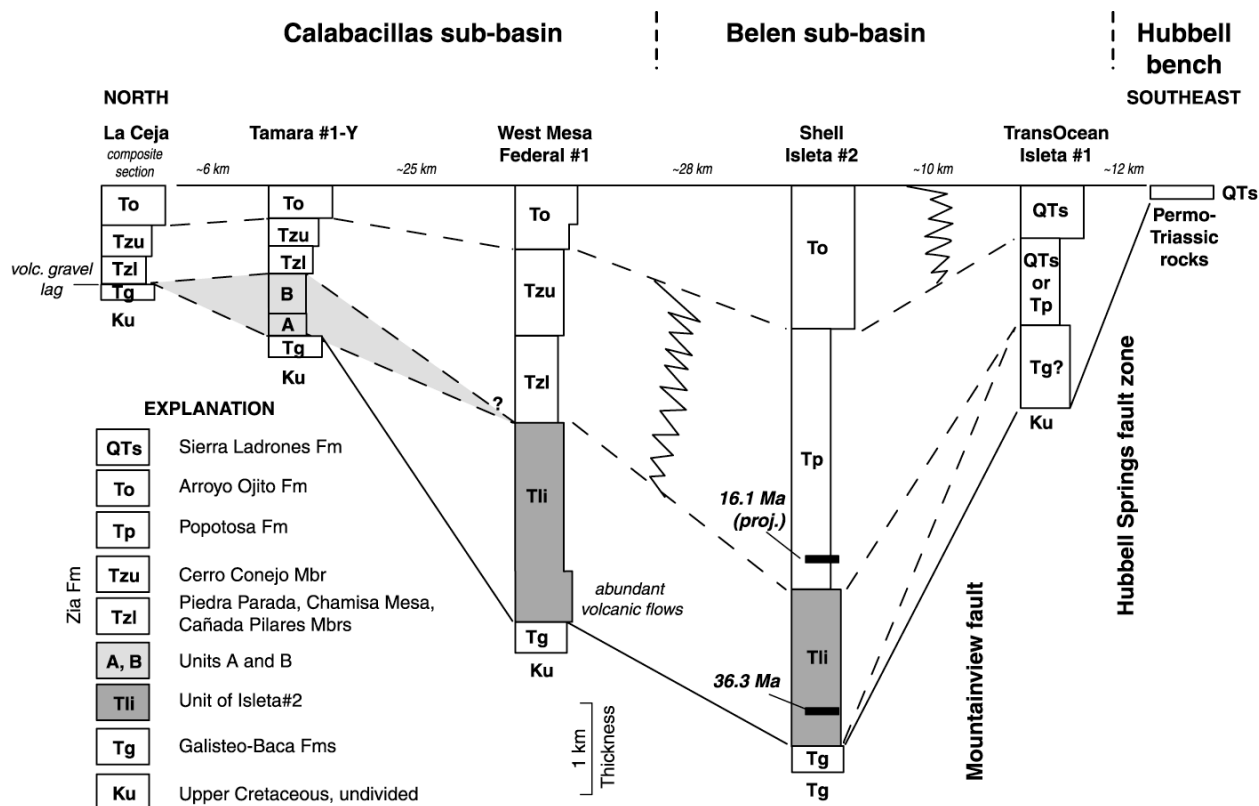 Calabacillas sub-basin
Belen sub-basin
Hubbell
bench
NORTH
SOUTHEAST
La Ceja
composite
section
Tamara #1-Y
West Mesa
Federal #1
Shell
Isleta #2
TransOcean
Isleta #1
~6 km
~25 km
~28 km
~10 km
~12 km
To
Tzu
Tzl
Tg
Ku
volc. gravel
lag
To
Tzu
Tzl
B
A
Tg
Ku
?
To
Tzu
Tzl
Tli
Tg
Ku
abundant
volcanic flows
To
Tp
16.1 Ma
(proj.)
Tli
36.3 Ma
Tg
Tg
QTs
QTs
or
Tp
Tg?
Ku
QTs
Permo-
Triassic
rocks
Mountainview fault
Hubbell Springs fault zone
1 km
Thickness
EXPLANATION
QTs Sierra Ladrones Fm
To Arroyo Ojito Fm
Tp Popotosa Fm
Zia Fm
Tzu Cerro Conejo Mbr
Tzl Piedra Parada, Chamisa Mesa,
Cañada Pilares Mbrs
A, B Units A and B
Tli Unit of Isleta#2
Tg Galisteo-Baca Fms
Ku Upper Cretaceous, undivided